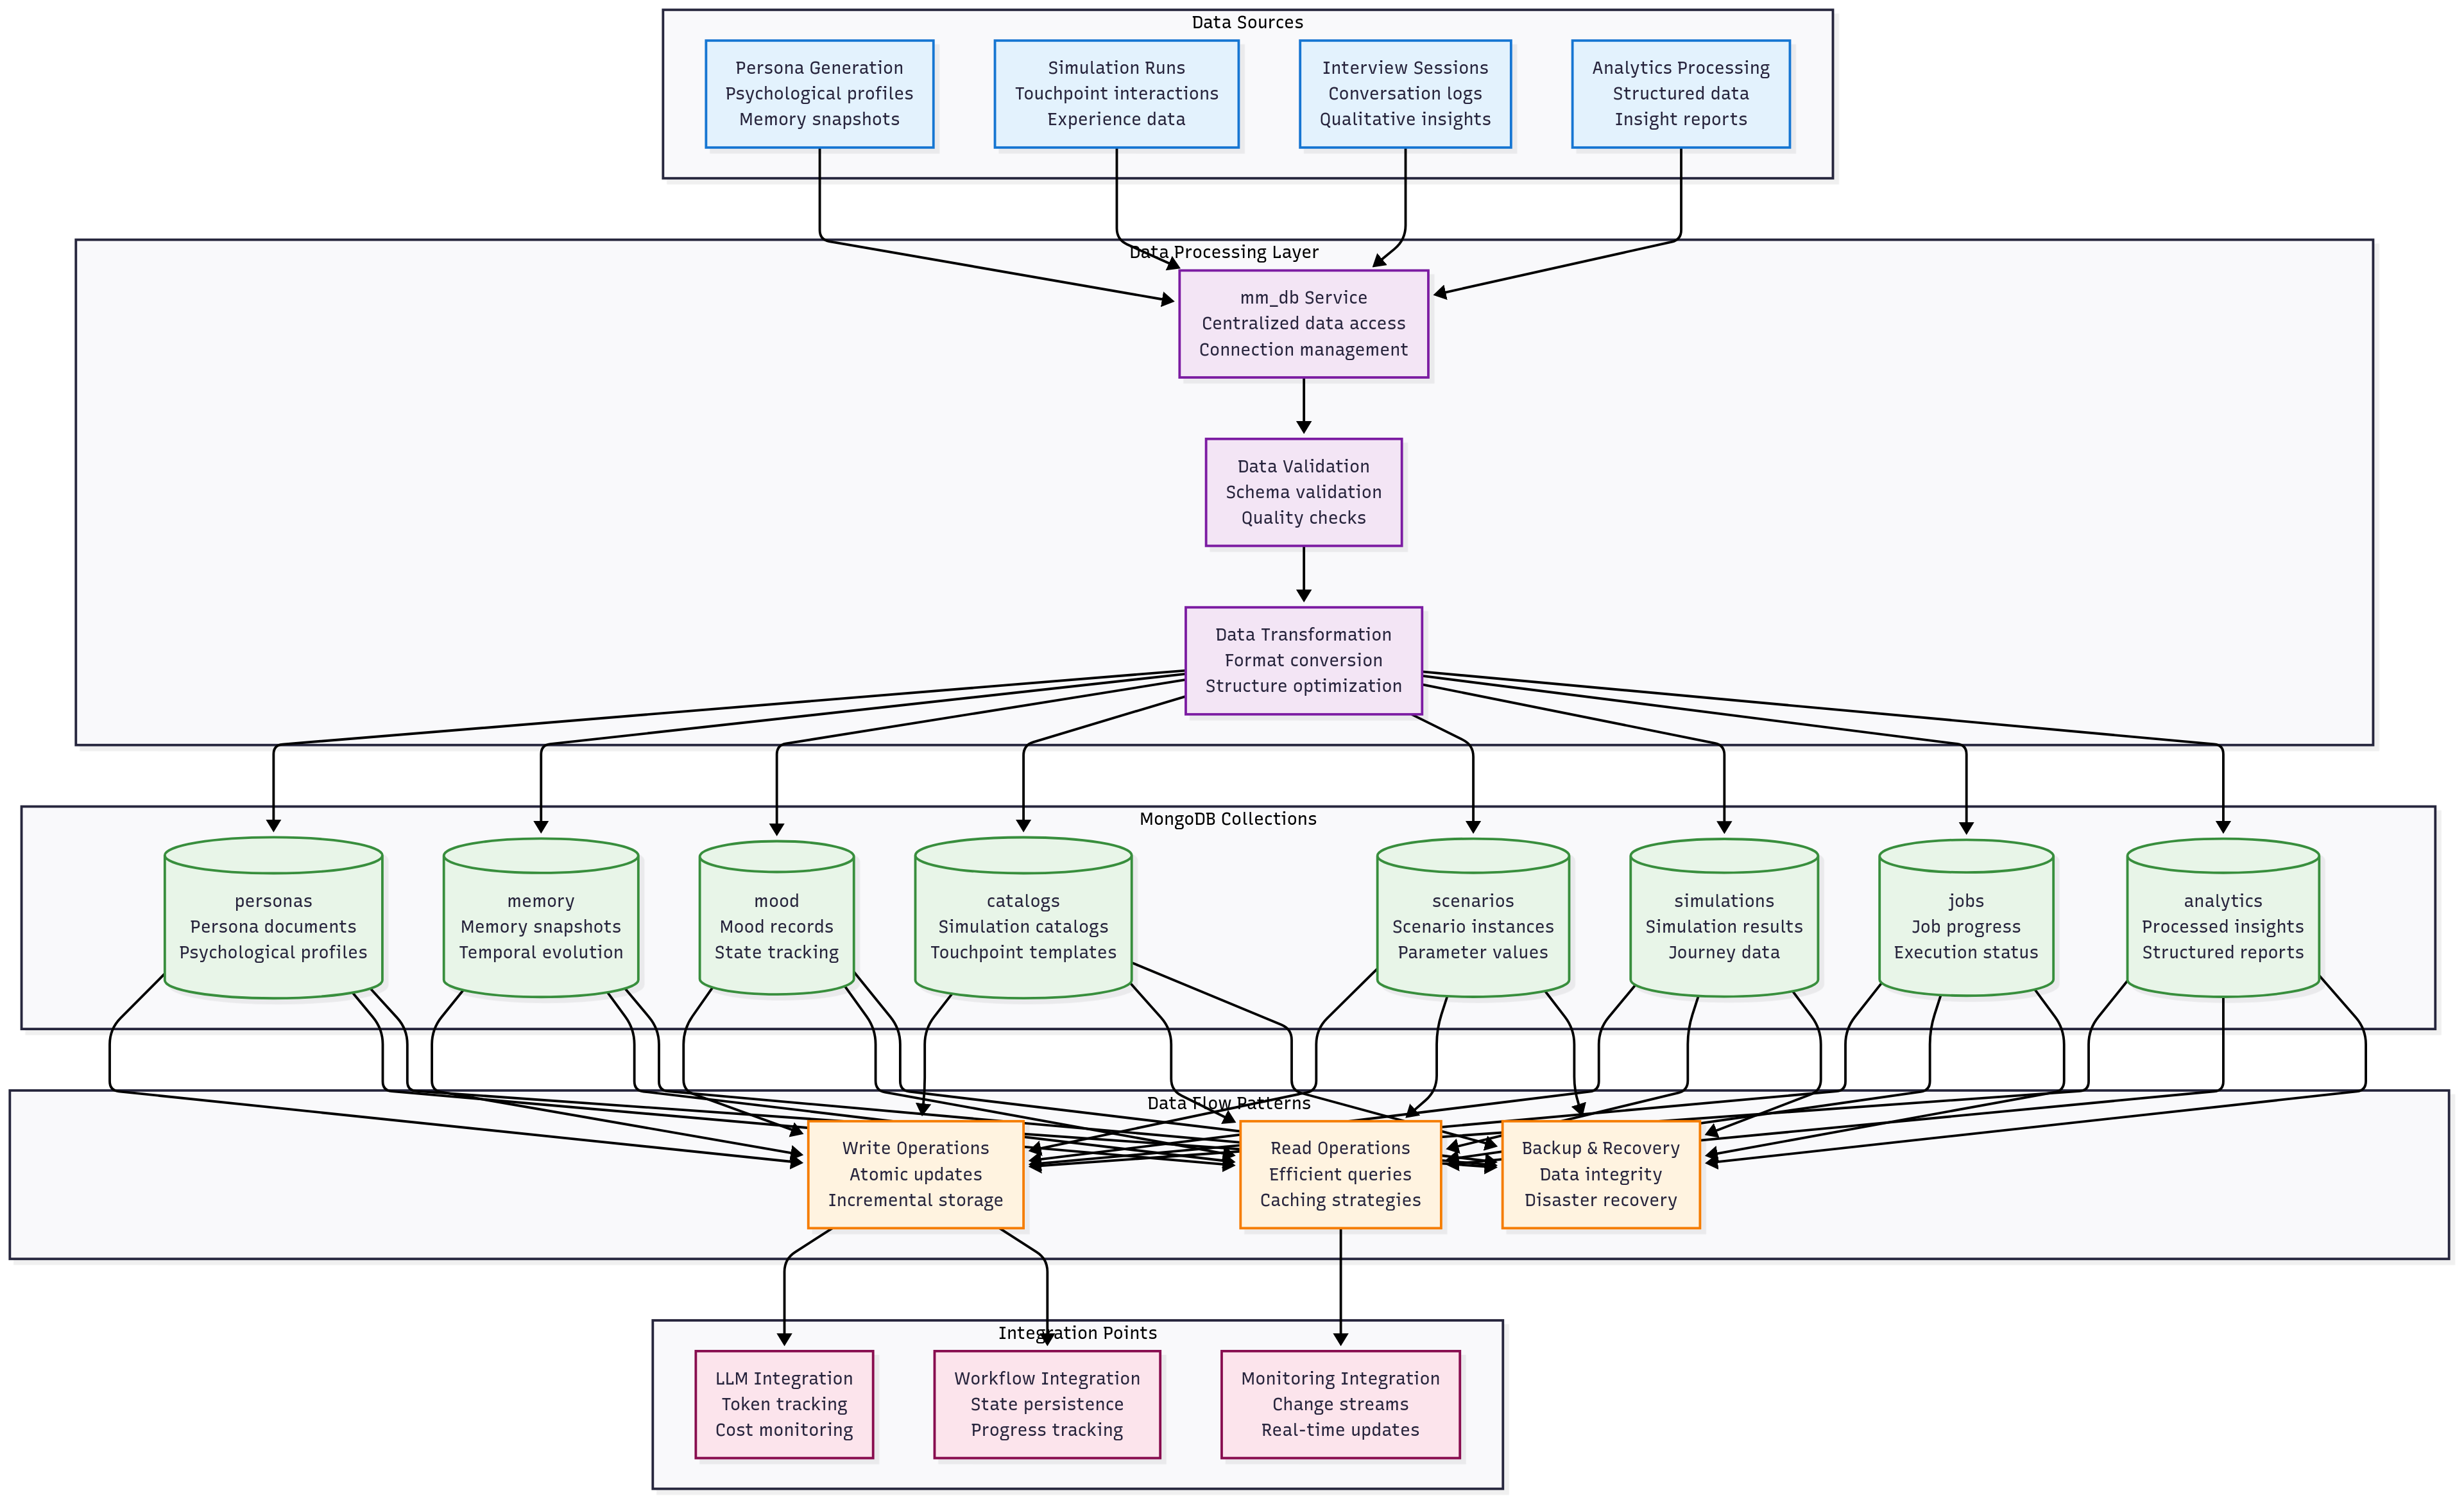 Data Sources
Persona Generation
Psychological profiles
Memory snapshots
Simulation Runs
Touchpoint interactions
Experience data
Interview Sessions
Conversation logs
Qualitative insights
Analytics Processing
Structured data
Insight reports
Data Processing Layer
mm_db Service
Centralized data access
Connection management
Data Validation
Schema validation
Quality checks
Data Transformation
Format conversion
Structure optimization
MongoDB Collections
personas
Persona documents
Psychological profiles
memory
Memory snapshots
Temporal evolution
mood
Mood records
State tracking
catalogs
Simulation catalogs
Touchpoint templates
scenarios
Scenario instances
Parameter values
simulations
Simulation results
Journey data
jobs
Job progress
Execution status
analytics
Processed insights
Structured reports
Data Flow Patterns
Write Operations
Atomic updates
Incremental storage
Read Operations
Efficient queries
Caching strategies
Backup & Recovery
Data integrity
Disaster recovery
Integration Points
LLM Integration
Token tracking
Cost monitoring
Workflow Integration
State persistence
Progress tracking
Monitoring Integration
Change streams
Real-time updates